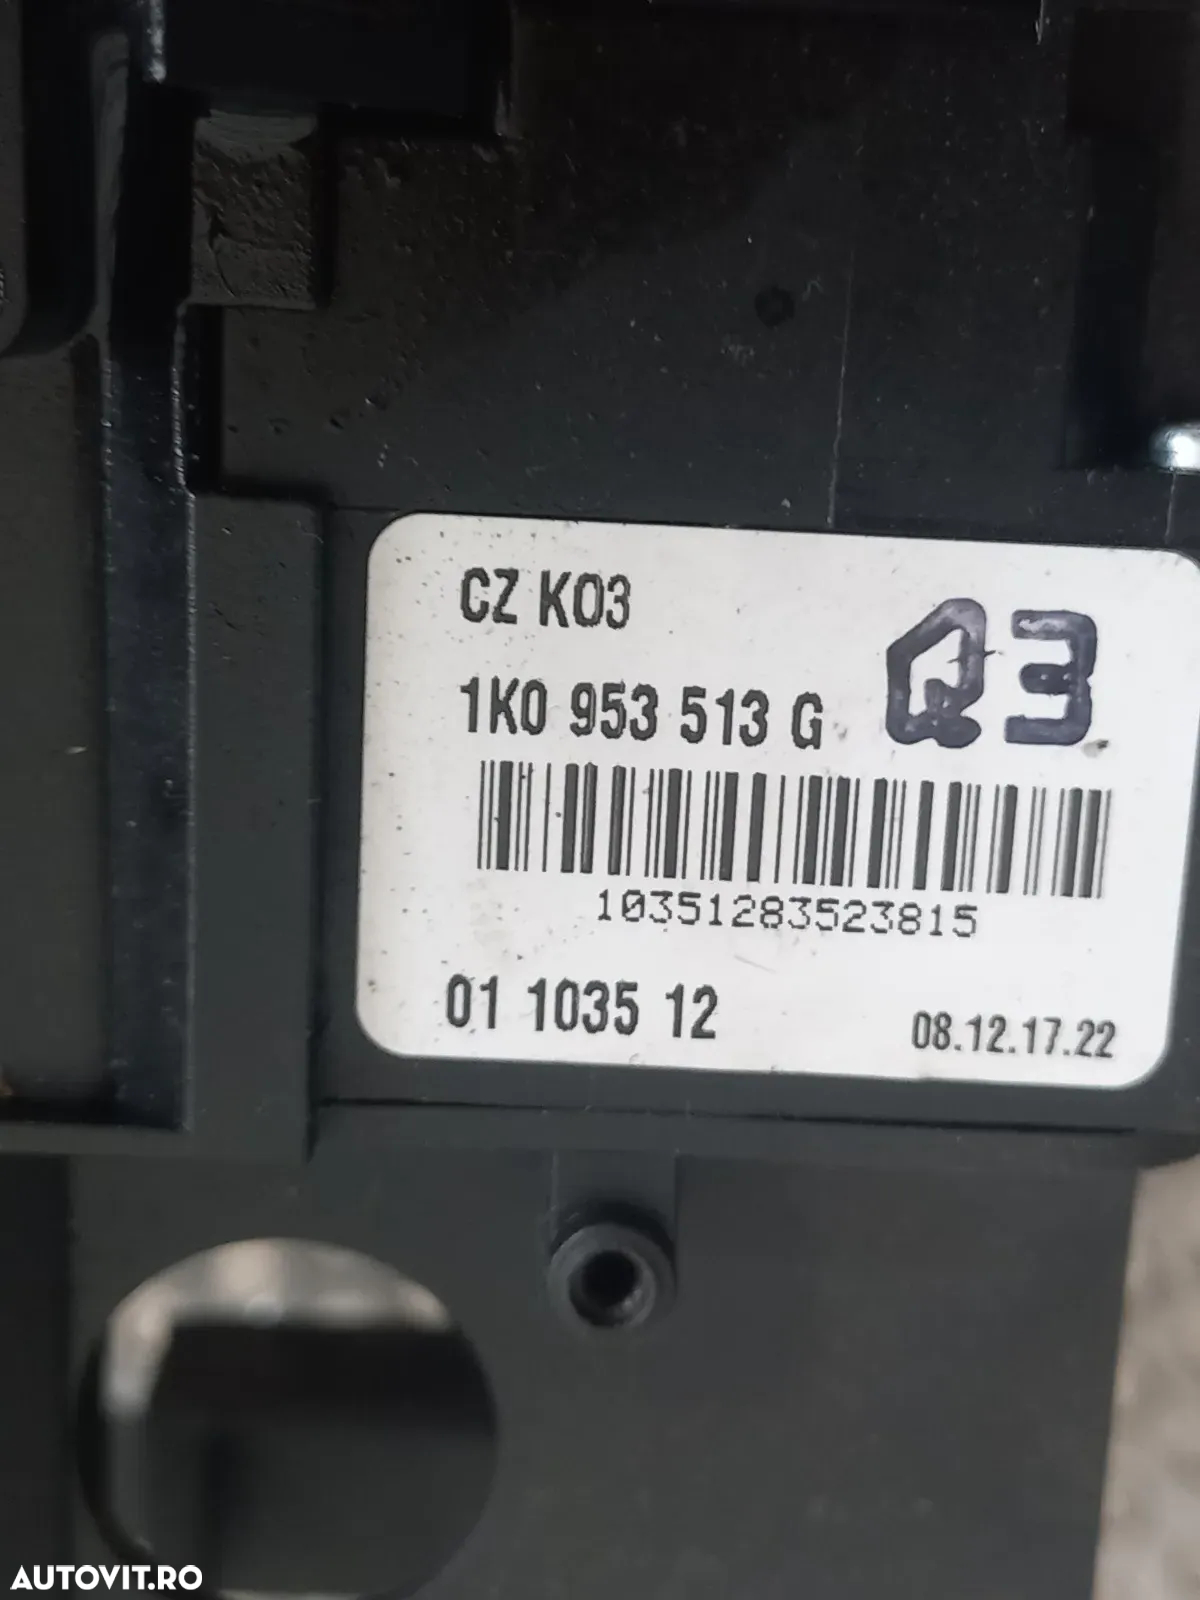 CZ K03
Q3
1K0 953 513 G
10351283523815
01 1035 12
08.12.17.22
AUTOVIT.RO